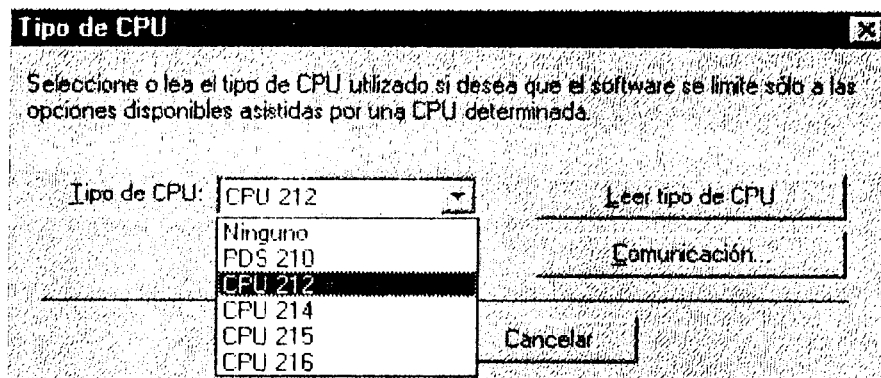 Tipo de CPU
Seleccione o lea el tipo de CPU utilizado si desea que el software se limite sólo a las
opciones disponibles asistidas por una CPU determinada.
Tipo de CPU: CPU 212 Leer tipo de CPU
Ninguno
PDS 210 Comunicación...
CPU 212
CPU 214
CPU 215 Cancelar
CPU 216